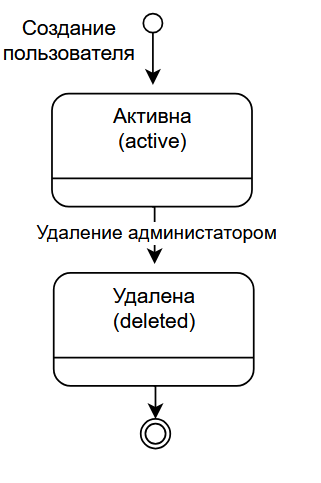 Создание
пользователя
Активна
(active)
Удаление администатором
Удалена
(deleted)